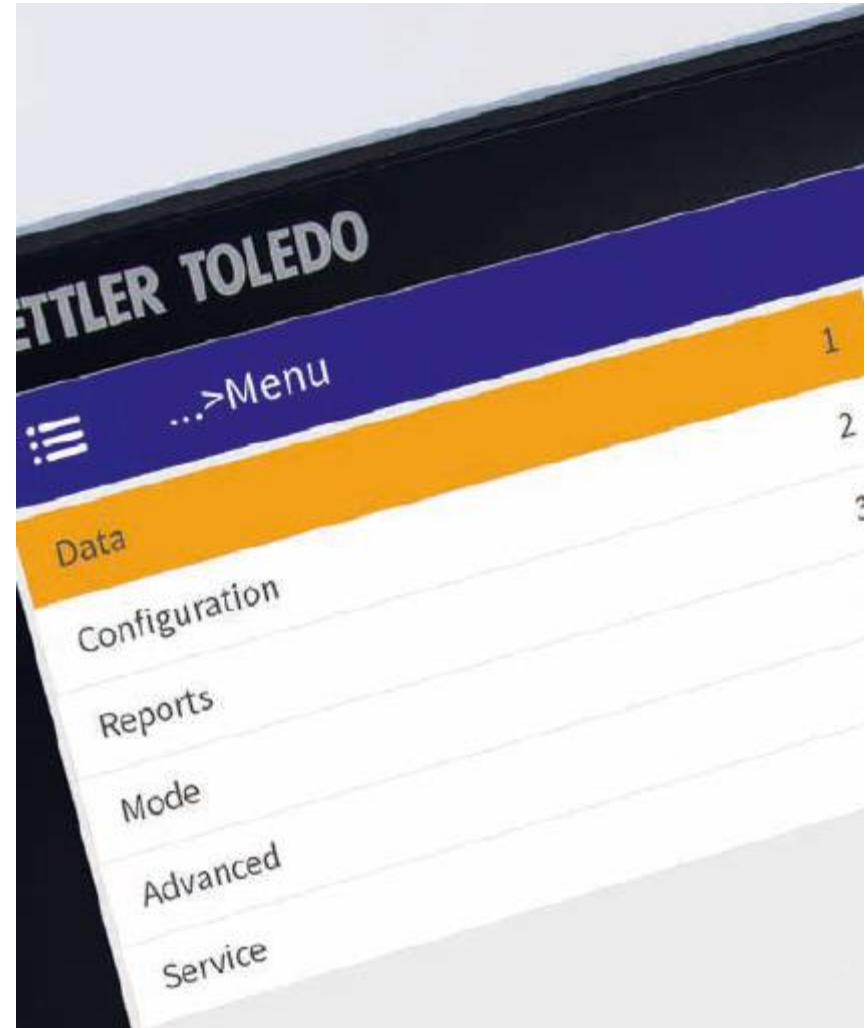 ETTLER TOLEDO
...>Menu
Data 1
Configuration 2
Reports 3
Mode
Advanced
Service